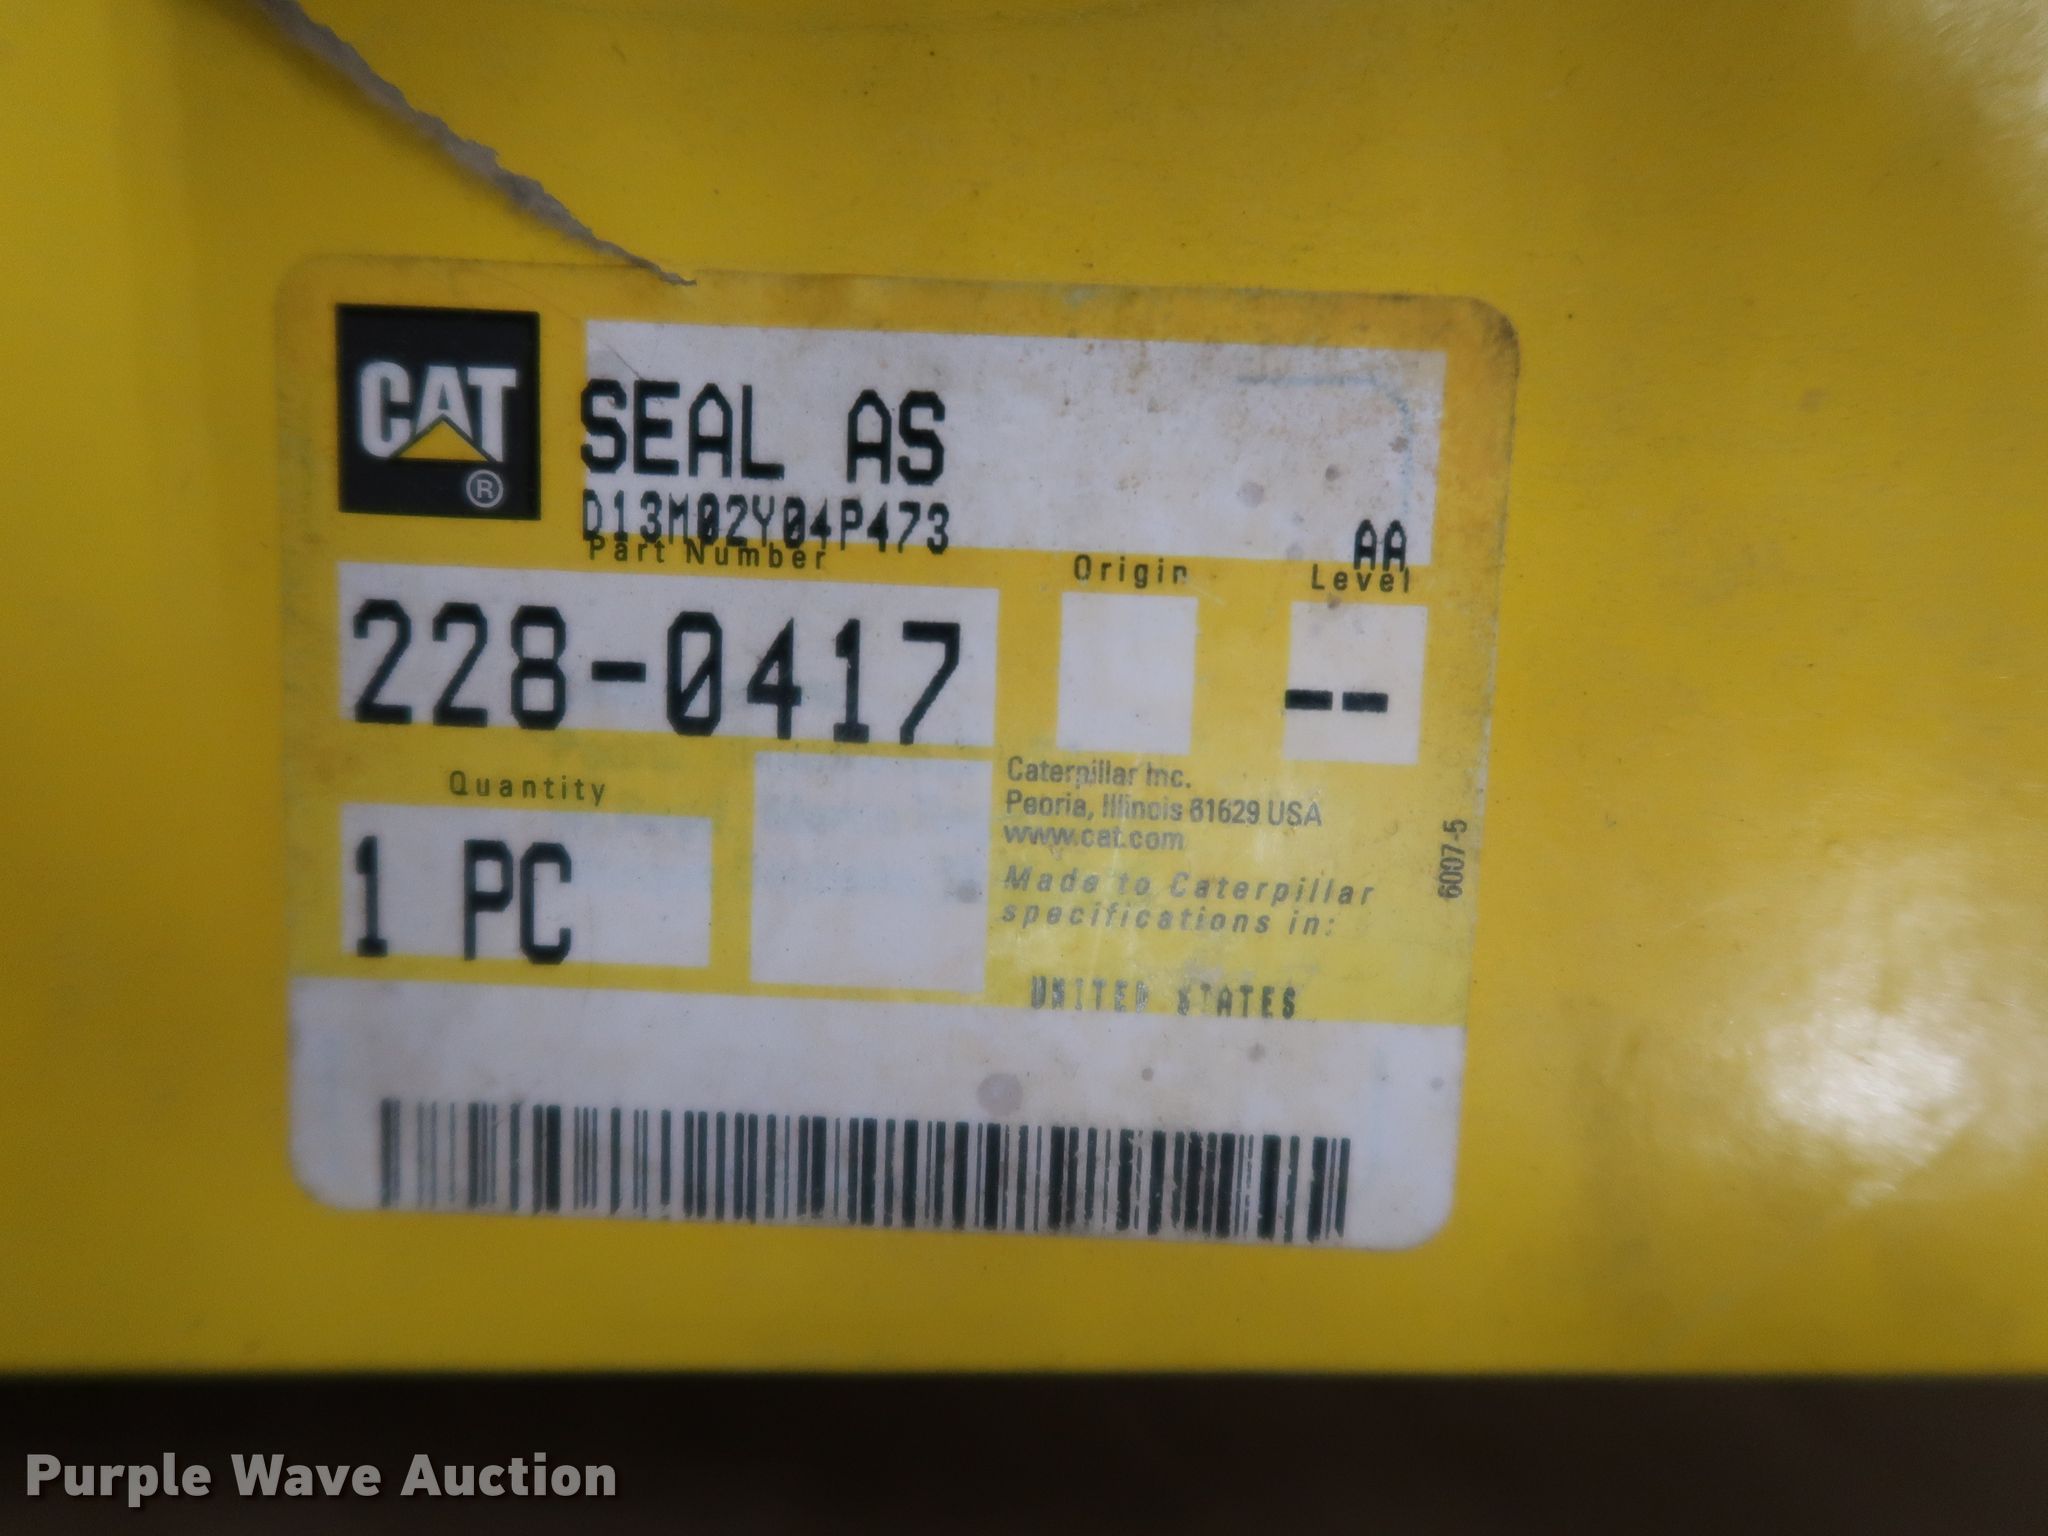 CAT
®
SEAL AS
D13M02Y04P473
AA
Part Number
Origin
Level
228-0417
--
Quantity
1 PC
Caterpillar Inc.
Peoria, Illinois 61629 USA
www.cat.com
Made to Caterpillar
specifications in:
UNITED STATES
6007-5
Purple Wave Auction